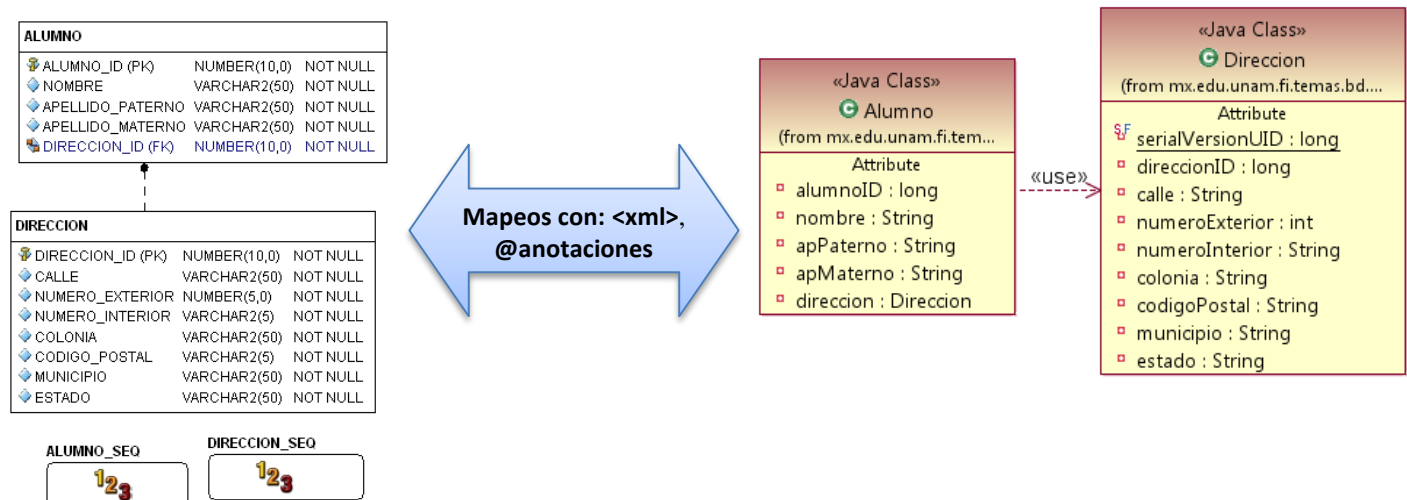 ALUMNO
ALUMNO_ID (PK) NUMBER(10,0) NOT NULL
NOMBRE VARCHAR2(50) NOT NULL
APELLIDO_PATERNO VARCHAR2(50) NOT NULL
APELLIDO_MATERNO VARCHAR2(50) NOT NULL
DIRECCION_ID (FK) NUMBER(10,0) NOT NULL
DIRECCION
DIRECCION_ID (PK) NUMBER(10,0) NOT NULL
CALLE VARCHAR2(50) NOT NULL
NUMERO_EXTERIOR NUMBER(5,0) NOT NULL
NUMERO_INTERIOR VARCHAR2(5) NOT NULL
COLONIA VARCHAR2(50) NOT NULL
CODIGO_POSTAL VARCHAR2(5) NOT NULL
MUNICIPIO VARCHAR2(50) NOT NULL
ESTADO VARCHAR2(50) NOT NULL
ALUMNO_SEQ
123
DIRECCION_SEQ
123
Mapeos con: <xml>,
@anotaciones
«Java Class»
C Alumno
(from mx.edu.unam.fi.tem...
Attribute
alumnoID : long
nombre : String
apPaterno : String
apMaterno : String
direccion : Direccion
«use»
«Java Class»
C Direccion
(from mx.edu.unam.fi.temas.bd....
Attribute
S,F serialVersionUID : long
direccionID : long
calle : String
numeroExterior : int
numeroInterior : String
colonia : String
codigoPostal : String
municipio : String
estado : String